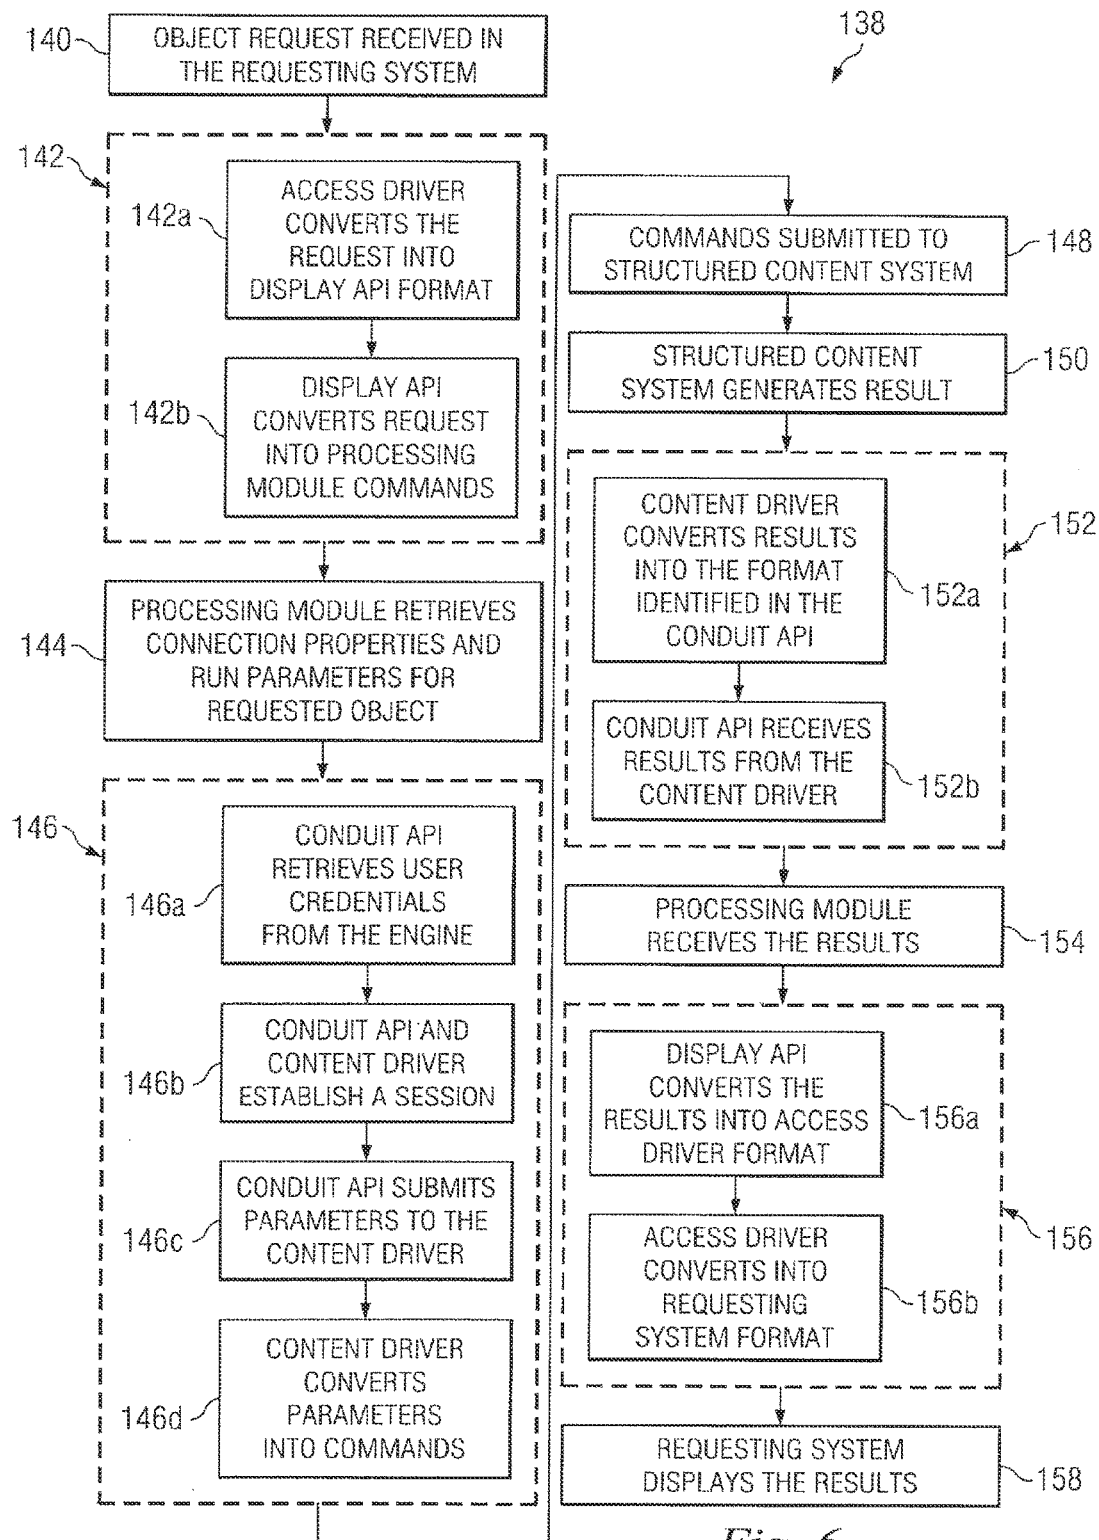 140
OBJECT REQUEST RECEIVED IN
THE REQUESTING SYSTEM
138
142
142a
ACCESS DRIVER
CONVERTS THE
REQUEST INTO
DISPLAY API FORMAT
142b
DISPLAY API
CONVERTS REQUEST
INTO PROCESSING
MODULE COMMANDS
144
PROCESSING MODULE RETRIEVES
CONNECTION PROPERTIES AND
RUN PARAMETERS FOR
REQUESTED OBJECT
146
146a
CONDUIT API
RETRIEVES USER
CREDENTIALS
FROM THE ENGINE
146b
CONDUIT API AND
CONTENT DRIVER
ESTABLISH A SESSION
146c
CONDUIT API SUBMITS
PARAMETERS TO THE
CONTENT DRIVER
146d
CONTENT DRIVER
CONVERTS
PARAMETERS
INTO COMMANDS
COMMANDS SUBMITTED TO
STRUCTURED CONTENT SYSTEM
148
STRUCTURED CONTENT
SYSTEM GENERATES RESULT
150
152
CONTENT DRIVER
CONVERTS RESULTS
INTO THE FORMAT
IDENTIFIED IN THE
CONDUIT API
152a
CONDUIT API RECEIVES
RESULTS FROM THE
CONTENT DRIVER
152b
PROCESSING MODULE
RECEIVES THE RESULTS
154
DISPLAY API
CONVERTS THE
RESULTS INTO ACCESS
DRIVER FORMAT
156a
156
ACCESS DRIVER
CONVERTS INTO
REQUESTING
SYSTEM FORMAT
156b
REQUESTING SYSTEM
DISPLAYS THE RESULTS
158
Fig. 6